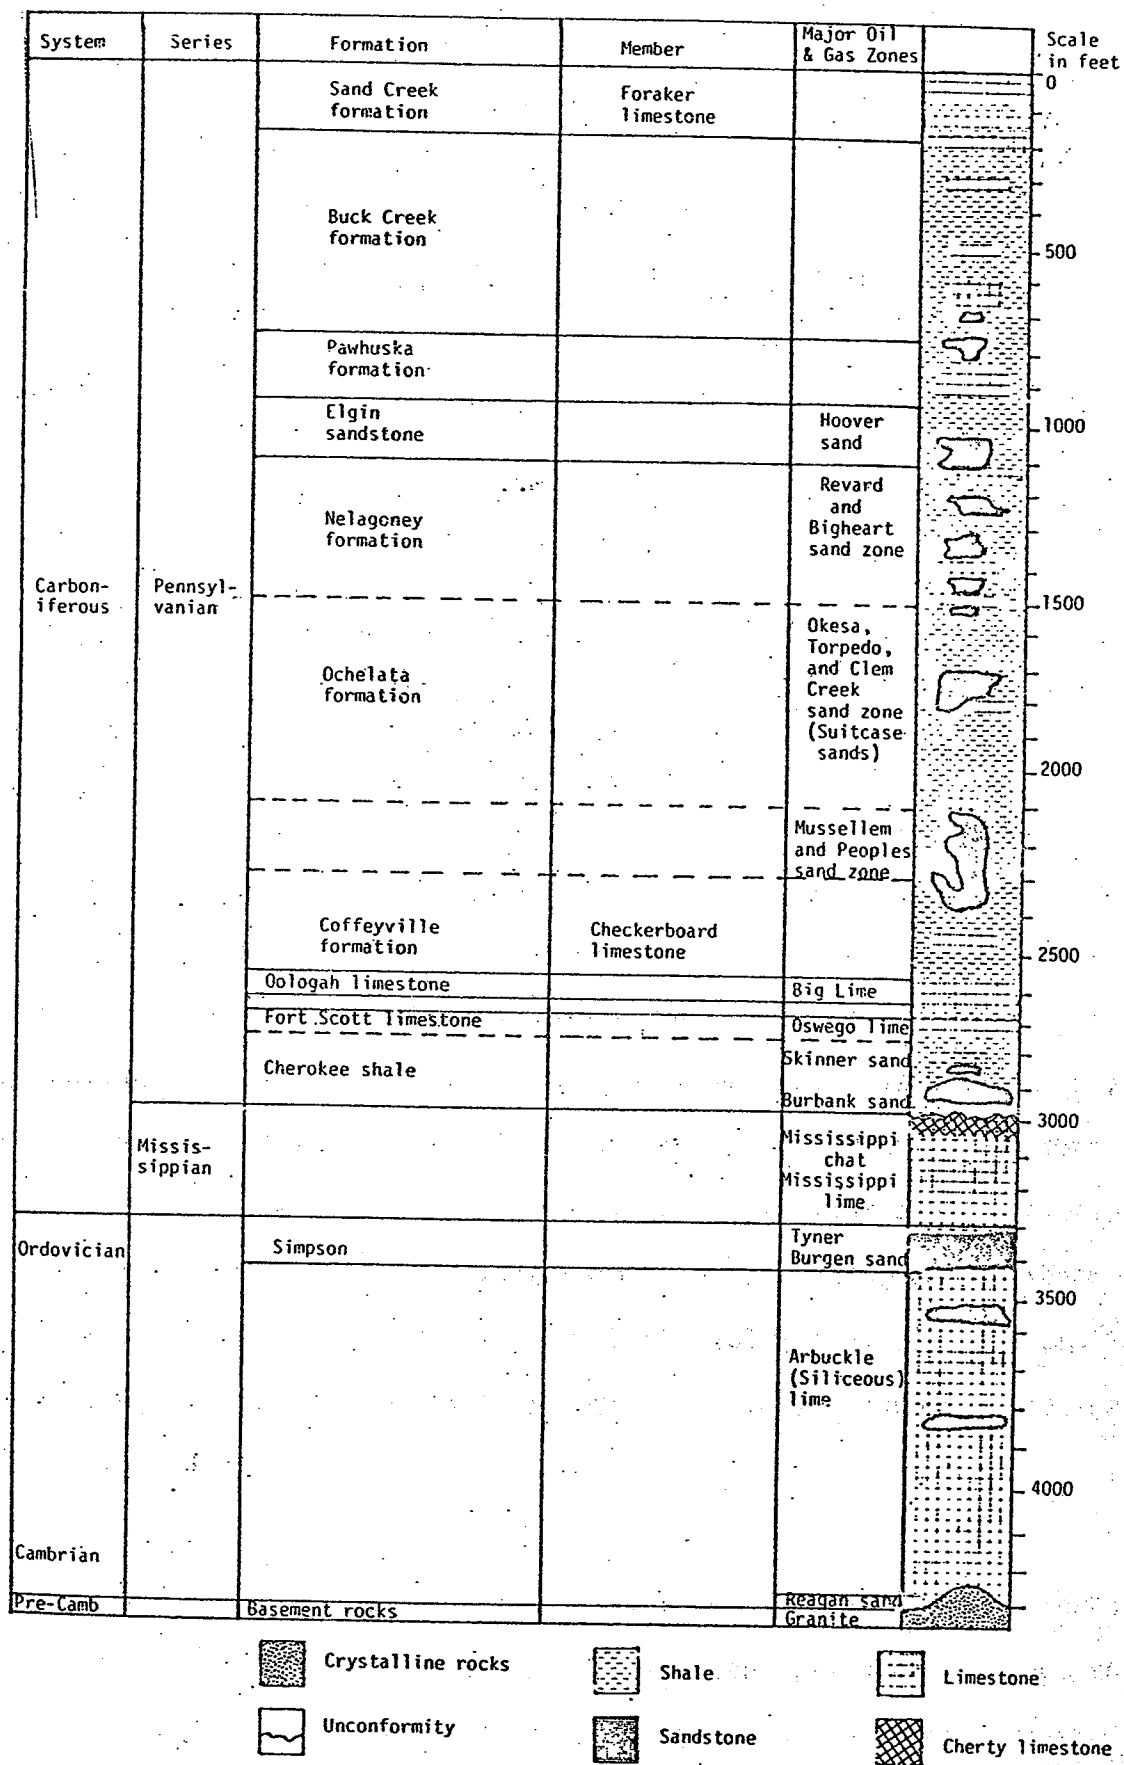 System
Series
Formation
Member
Major Oil
& Gas Zones
Scale
in feet
0
Sand Creek
formation
Foraker
limestone
Buck Creek
formation
500
Pawhuska
formation
Elgin
sandstone
Hoover
sand
1000
Nelagoney
formation
Revard
and
Bigheart
sand zone
Carbon-
iferous
Pennsyl-
vanian
1500
Ochelata
formation
Okesa,
Torpedo,
and Clem
Creek
sand zone
(Suitcase
sands)
2000
Mussellem
and Peoples
sand zone
Coffeyville
formation
Checkerboard
limestone
2500
Oologah limestone
Big Lime
Fort Scott limestone
Oswego lime
Cherokee shale
Skinner sand
Burbank sand
3000
Missis-
sippian
Mississippi
chat
Mississippi
lime
Ordovician
Simpson
Tyner
Burgen sand
3500
Arbuckle
(Siliceous)
lime
4000
Cambrian
Reagan sand
Pre-Camb
Basement rocks
Granite
Crystalline rocks
Shale
Limestone
Unconformity
Sandstone
Cherty limestone